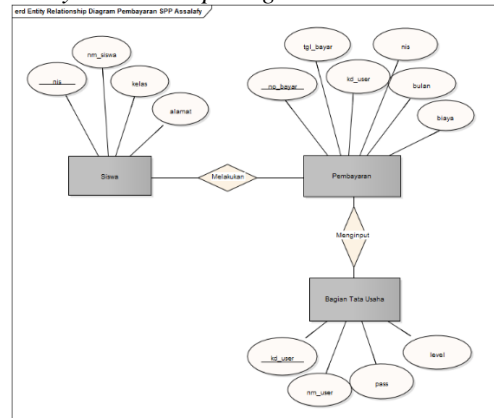 erd Entity Relationship Diagram Pembayaran SPP Assalafy
nm_siswa
nis
kelas
alamat
tgl_bayar
nis
no_bayar
kd_user
bulan
biaya
Siswa
Melakukan
Pembayaran
Menginput
Bagian Tata Usaha
kd_user
nm_user
pass
level